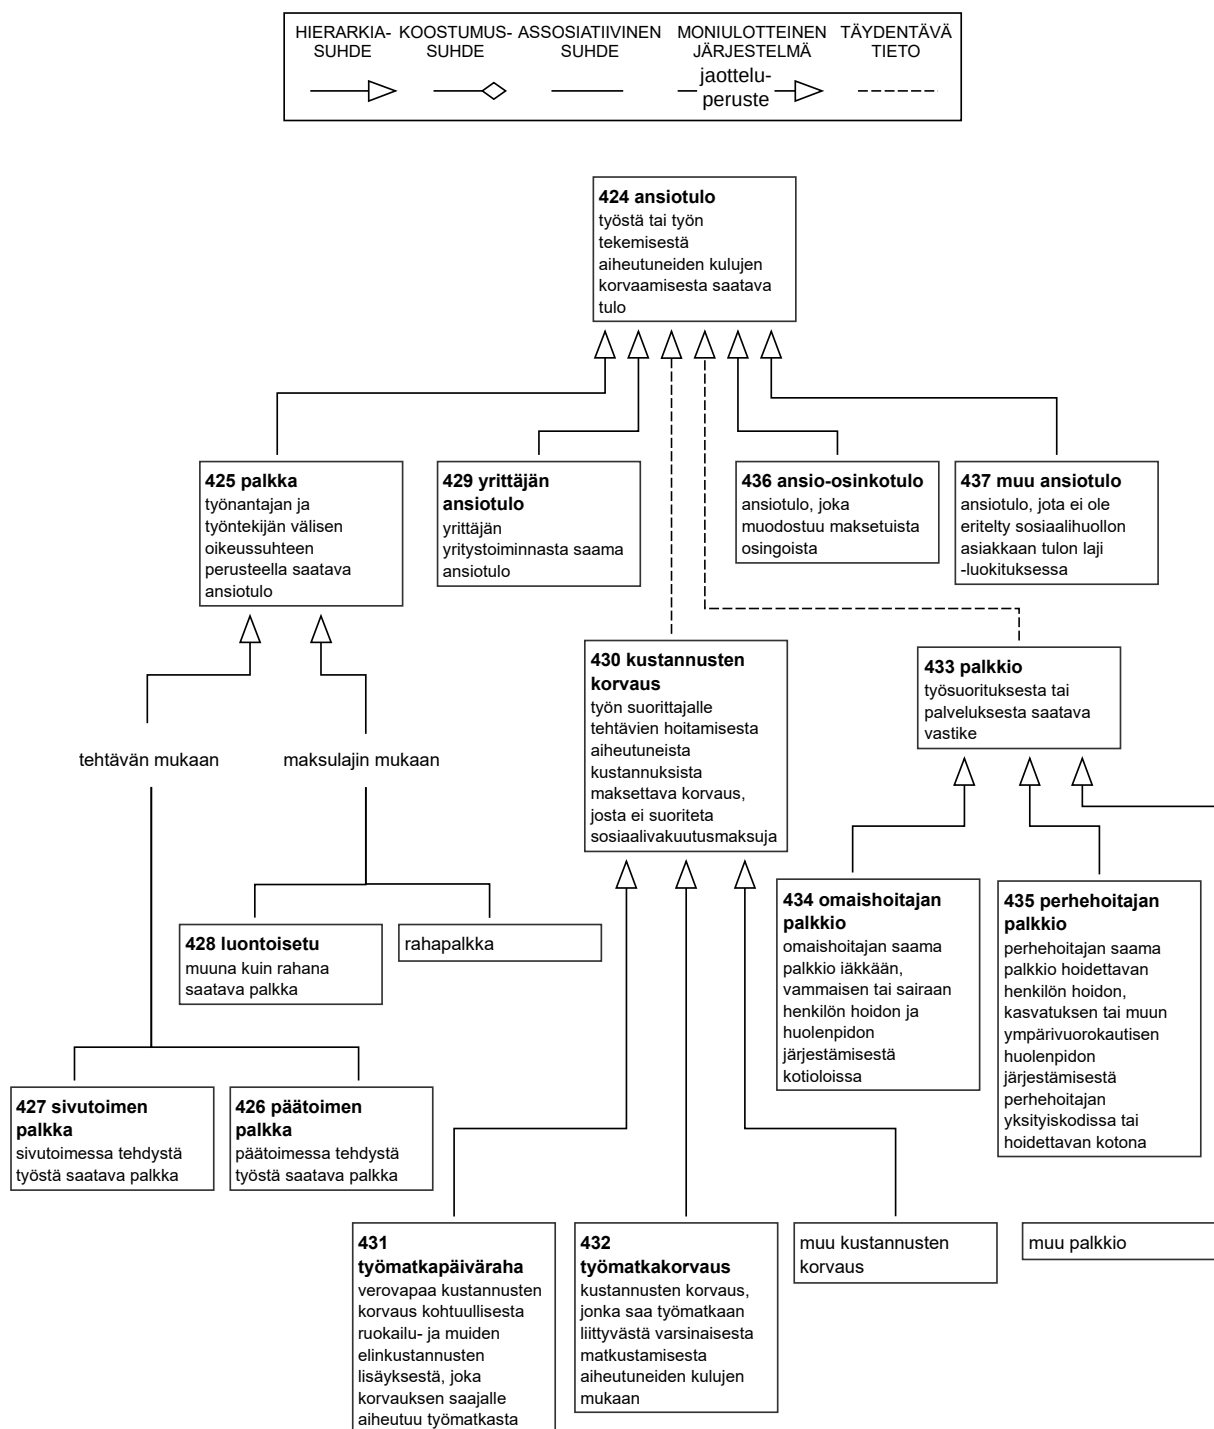 HIERARKIA-
SUHDE
KOOSTUMUS-
SUHDE
ASSOSIATIIVINEN
SUHDE
MONIULOTTEINEN
JÄRJESTELMÄ
TÄYDENTÄVÄ
TIETO
jaottelu-
peruste
424 ansiotulo
työstä tai työn
tekemisestä
aiheutuneiden kulujen
korvaamisesta saatava
tulo
425 palkka
työnantajan ja
työntekijän välisen
oikeussuhteen
perusteella saatava
ansiotulo
429 yrittäjän
ansiotulo
yrittäjän
yritystoiminnasta saama
ansiotulo
436 ansio-osinkotulo
ansiotulo, joka
muodostuu maksetuista
osingoista
437 muu ansiotulo
ansiotulo, jota ei ole
eritelty sosiaalihuollon
asiakkaan tulon laji
-luokituksessa
430 kustannusten
korvaus
työn suorittajalle
tehtävien hoitamisesta
aiheutuneista
kustannuksista
maksettava korvaus,
josta ei suoriteta
sosiaalivakuutusmaksuja
433 palkkio
työsuorituksesta tai
palveluksesta saatava
vastike
tehtävän mukaan
maksulajin mukaan
428 luontoisetu
muuna kuin rahana
saatava palkka
rahapalkka
434 omaishoitajan
palkkio
omaishoitajan saama
palkkio iäkkään,
vammaisen tai sairaan
henkilön hoidon ja
huolenpidon
järjestämisestä
kotioloissa
435 perhehoitajan
palkkio
perhehoitajan saama
palkkio hoidettavan
henkilön hoidon,
kasvatuksen tai muun
ympärivuorokautisen
huolenpidon
järjestämisestä
perhehoitajan
yksityiskodissa tai
hoidettavan kotona
427 sivutoimen
palkka
sivutoimessa tehdystä
työstä saatava palkka
426 päätoimen
palkka
päätoimessa tehdystä
työstä saatava palkka
431
työmatkapäiväraha
verovapaa kustannusten
korvaus kohtuullisesta
ruokailu- ja muiden
elinkustannusten
lisäyksestä, joka
korvauksen saajalle
aiheutuu työmatkasta
432
työmatkakorvaus
kustannusten korvaus,
jonka saa työmatkaan
liittyvästä varsinaisesta
matkustamisesta
aiheutuneiden kulujen
mukaan
muu kustannusten
korvaus
muu palkkio